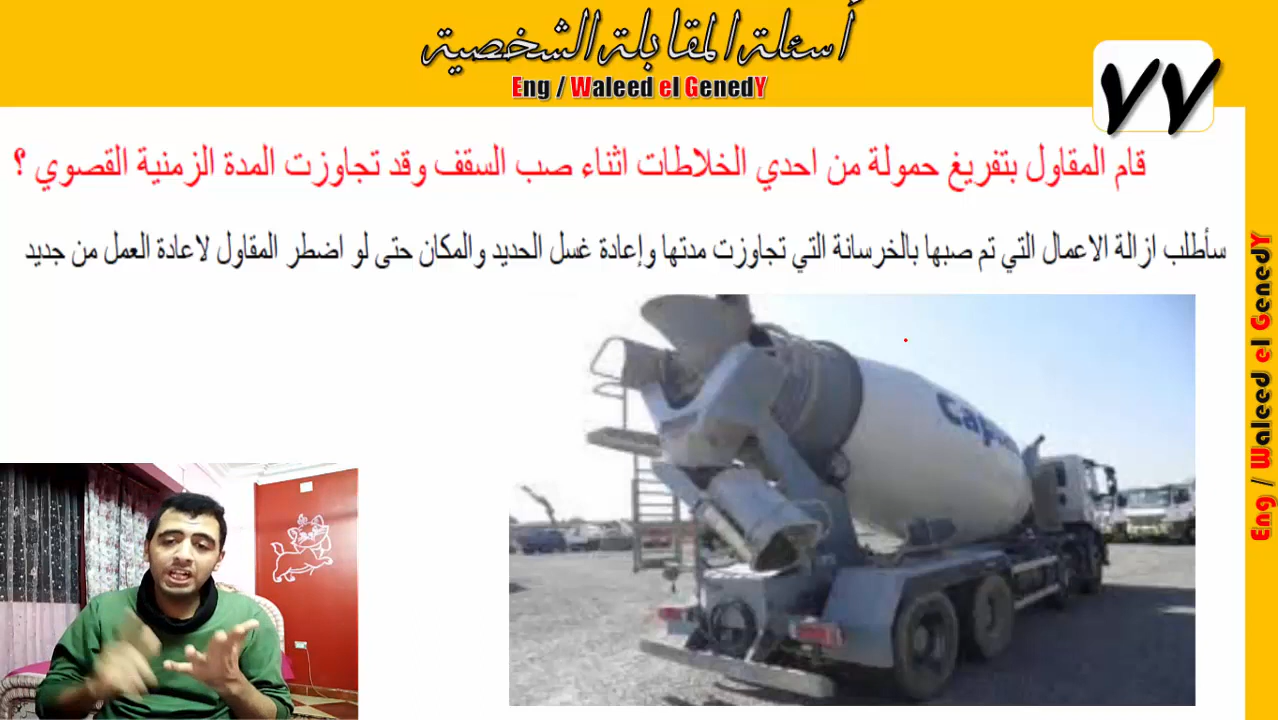 أسئلة المقابلة الشخصية
Eng / Waleed el GenedY
٧٧
قام المقاول بتفريغ حمولة من احدي الخلاطات اثناء صب السقف وقد تجاوزت المدة الزمنية القصوي ؟
سأطلب ازالة الاعمال التي تم صبها بالخرسانة التي تجاوزت مدتها وإعادة غسل الحديد والمكان حتى لو اضطر المقاول لاعادة العمل من جديد
Eng / Waleed el GenedY